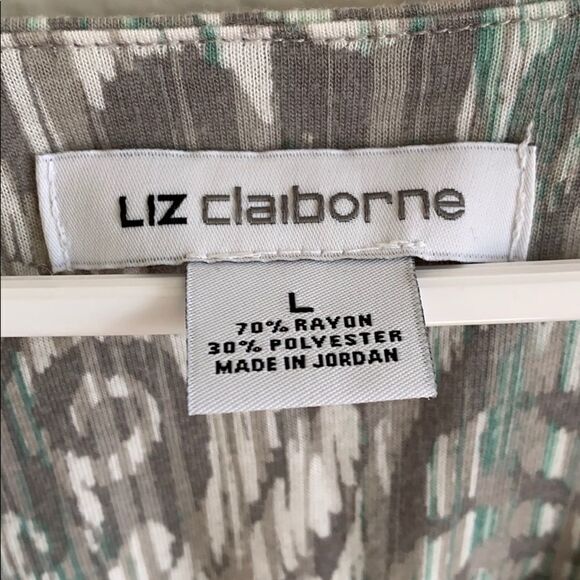 LIZ claiborne
L
70% RAYON
30% POLYESTER
MADE IN JORDAN